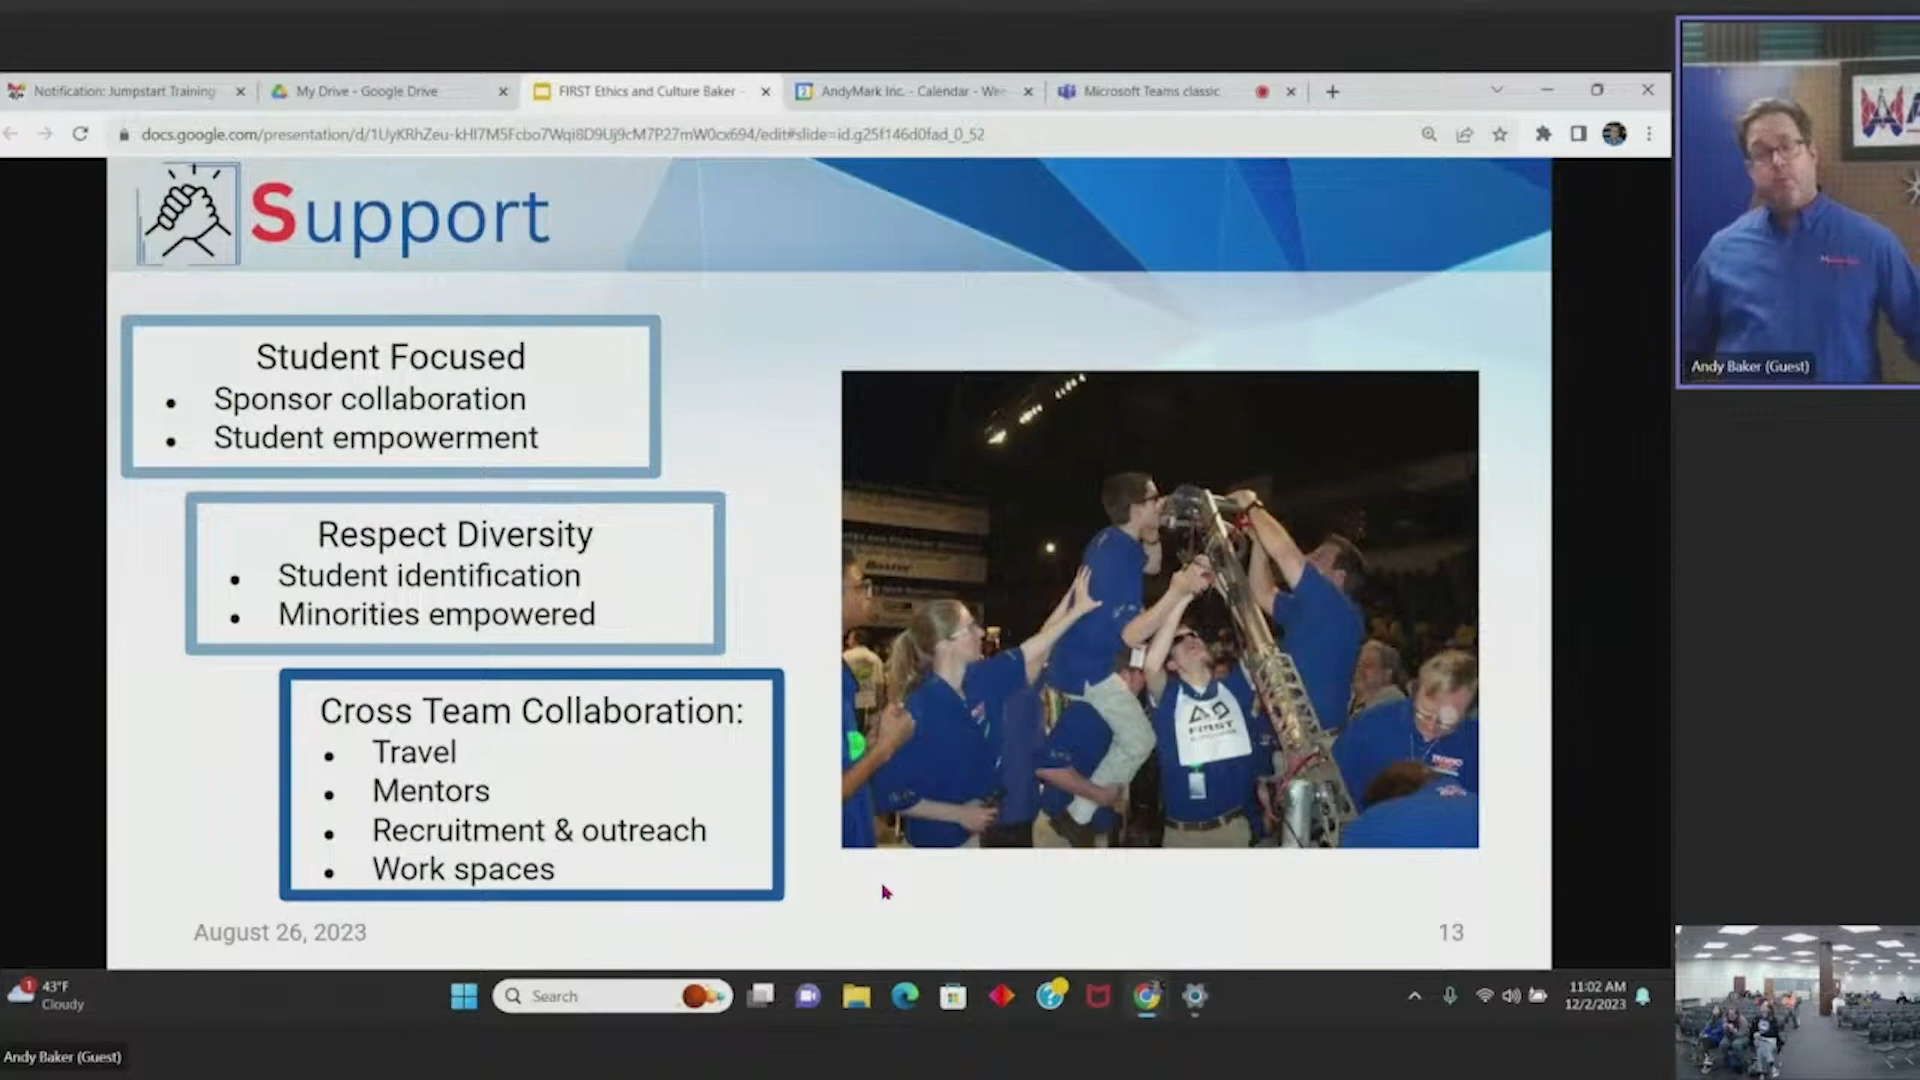 Notification: Jumpstart Training
My Drive - Google Drive
FIRST Ethics and Culture Baker -
AndyMark Inc. - Calendar - We
Microsoft Teams classic
docs.google.com/presentation/d/1UyKRhZeu-kHI7M5Fcbo7Wqi8D9Uj9cM7P27mW0cx694/edit#slide=id.g25f146d0fad_0_52
Support
Student Focused
• Sponsor collaboration
• Student empowerment
Respect Diversity
• Student identification
• Minorities empowered
Cross Team Collaboration:
• Travel
• Mentors
• Recruitment & outreach
• Work spaces
FIRST
August 26, 2023
13
Andy Baker (Guest)
1
43°F
Cloudy
Search
11:02 AM
12/2/2023
Andy Baker (Guest)